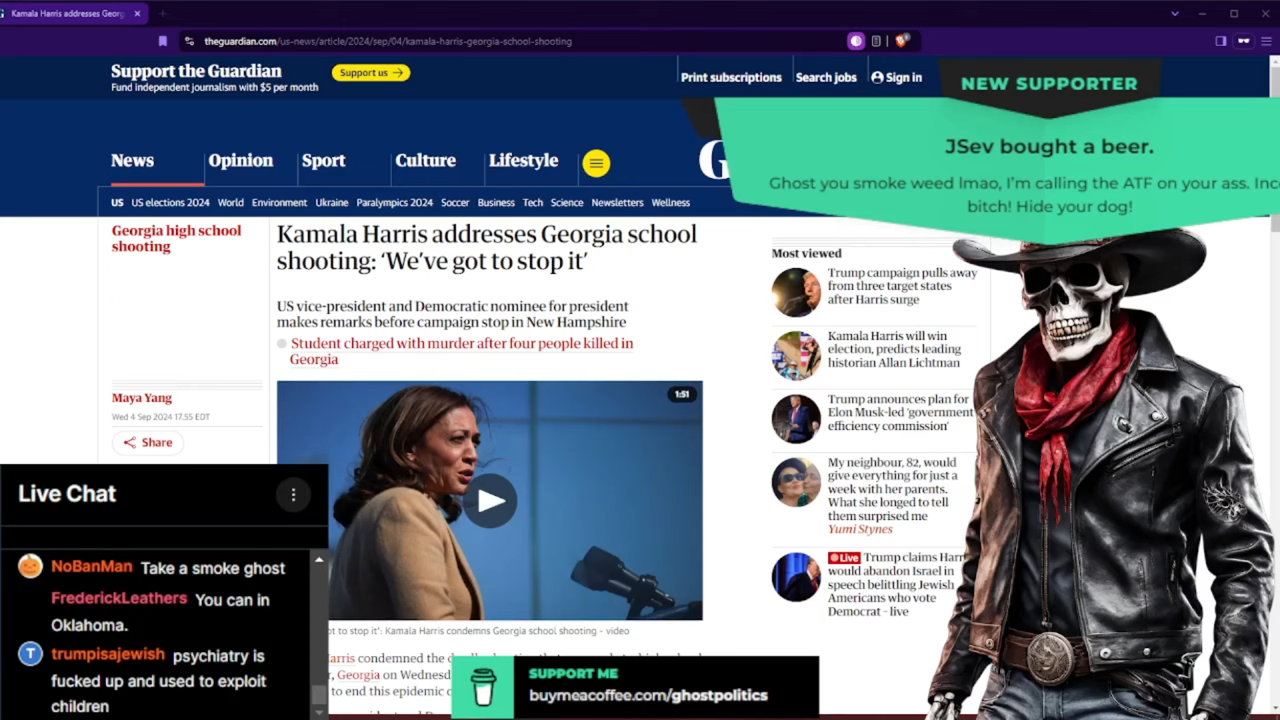 Kamala Harris addresses Georg
theguardian.com/us-news/article/2024/sep/04/kamala-harris-georgia-school-shooting
Support the Guardian
Fund independent journalism with $5 per month
Support us
Print subscriptions
Search jobs
Sign in
NEW SUPPORTER
JSev bought a beer.
Ghost you smoke weed lmao, I'm calling the ATF on your ass. Inc
bitch! Hide your dog!
News
Opinion
Sport
Culture
Lifestyle
G
US US elections 2024 World Environment Ukraine Paralympics 2024 Soccer Business Tech Science Newsletters Wellness
Georgia high school
shooting
Kamala Harris addresses Georgia school
shooting: ‘We’ve got to stop it’
US vice-president and Democratic nominee for president
makes remarks before campaign stop in New Hampshire
Student charged with murder after four people killed in
Georgia
Maya Yang
Wed 4 Sep 2024 17.55 EDT
Share
1:51
ot to stop it’: Kamala Harris condemns Georgia school shooting - video
arris condemned the
r, Georgia on Wednesd
to end this epidemic o
Most viewed
Trump campaign pulls away
from three target states
after Harris surge
Kamala Harris will win
election, predicts leading
historian Allan Lichtman
Trump announces plan for
Elon Musk-led ‘government
efficiency commission’
My neighbour, 82, would
give everything for just a
week with her parents.
What she longed to tell
them surprised me
Yumi Stynes
Live Trump claims Harr
would abandon Israel in
speech belittling Jewish
Americans who vote
Democrat – live
Live Chat
NoBanMan Take a smoke ghost
FrederickLeathers You can in
Oklahoma.
T trumpisajewish psychiatry is
fucked up and used to exploit
children
SUPPORT ME
buymeacoffee.com/ghostpolitics